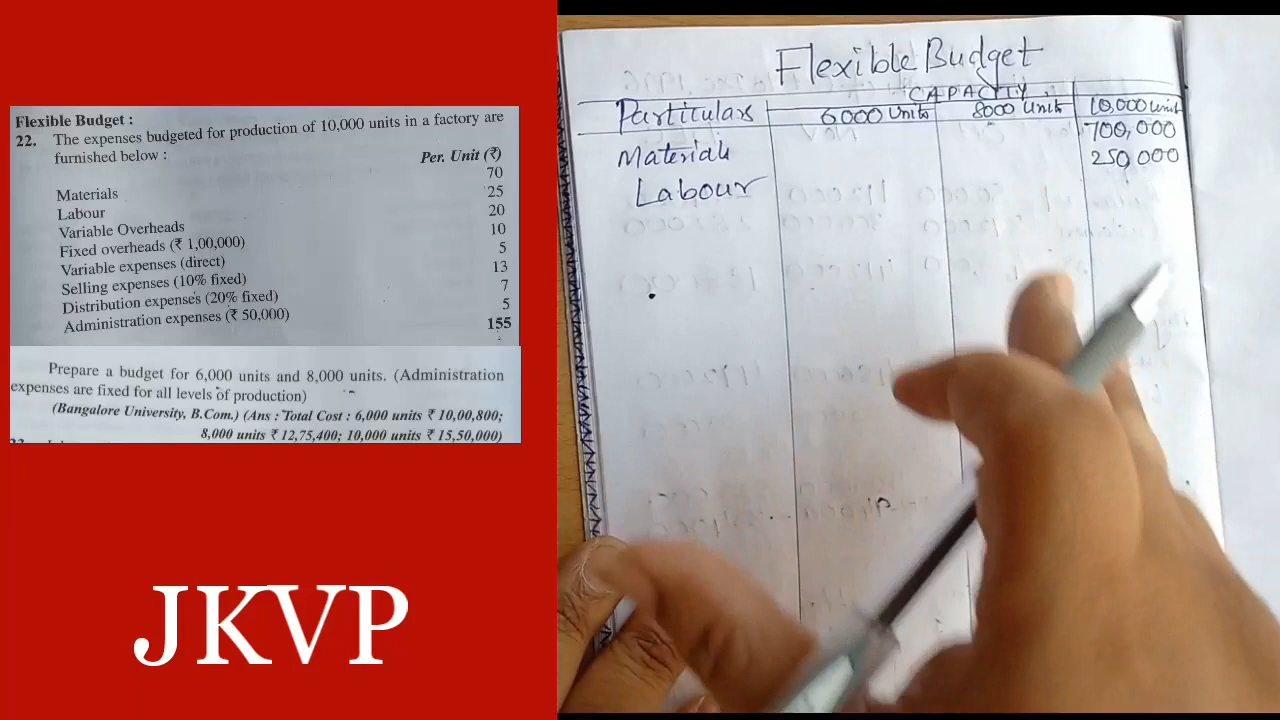 Flexible Budget :
22. The expenses budgeted for production of 10,000 units in a factory are
furnished below :
Per. Unit (₹)
Materials 70
Labour 25
Variable Overheads 20
Fixed overheads (₹ 1,00,000) 10
Variable expenses (direct) 5
Selling expenses (10% fixed) 13
Distribution expenses (20% fixed) 7
Administration expenses (₹ 50,000) 5
155
Prepare a budget for 6,000 units and 8,000 units. (Administration
expenses are fixed for all levels of production)
(Bangalore University, B.Com.) (Ans : Total Cost : 6,000 units ₹ 10,00,800;
8,000 units ₹ 12,75,400; 10,000 units ₹ 15,50,000)
JKVP
Flexible Budget
CAPACITY
Particulars 6000 Units 8000 Units 10,000 Unit
Materials 700,000
Labour 250,000